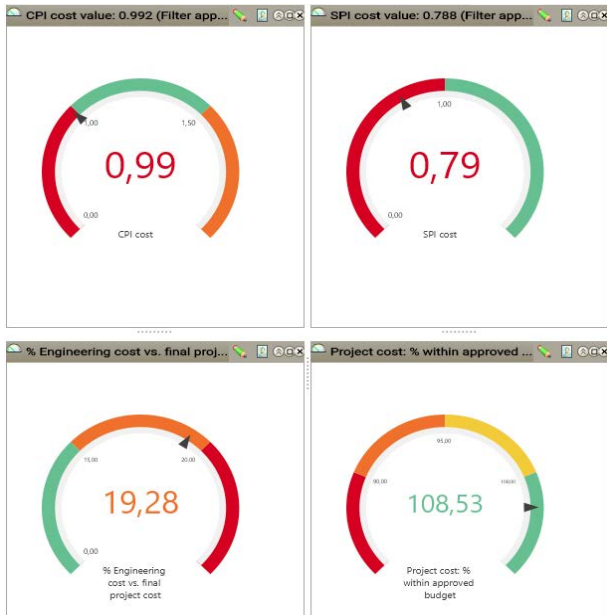 CPI cost value: 0.992 (Filter app...
SPI cost value: 0.788 (Filter app...
1,00
1,50
0,99
0,00
CPI cost
1,00
0,79
0,00
SPI cost
% Engineering cost vs. final proj...
Project cost: % within approved ...
15,00
20,00
19,28
0,00
% Engineering
cost vs. final
project cost
95,00
90,00
100,00
108,53
Project cost: %
within approved
budget